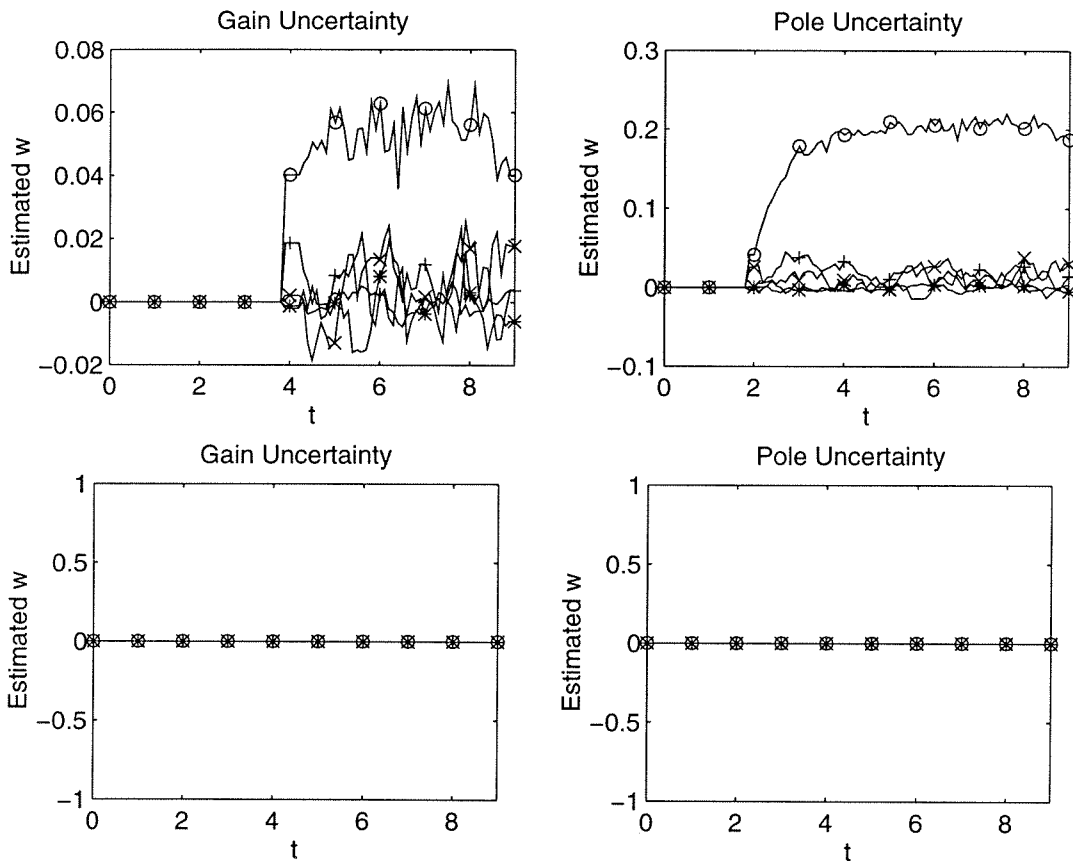 Gain Uncertainty
Estimated w
0.08
0.06
0.04
0.02
0
−0.02
0 2 4 6 8
t
Pole Uncertainty
Estimated w
0.3
0.2
0.1
0
−0.1
0 2 4 6 8
t
Gain Uncertainty
Estimated w
1
0.5
0
−0.5
−1
0 2 4 6 8
t
Pole Uncertainty
Estimated w
1
0.5
0
−0.5
−1
0 2 4 6 8
t